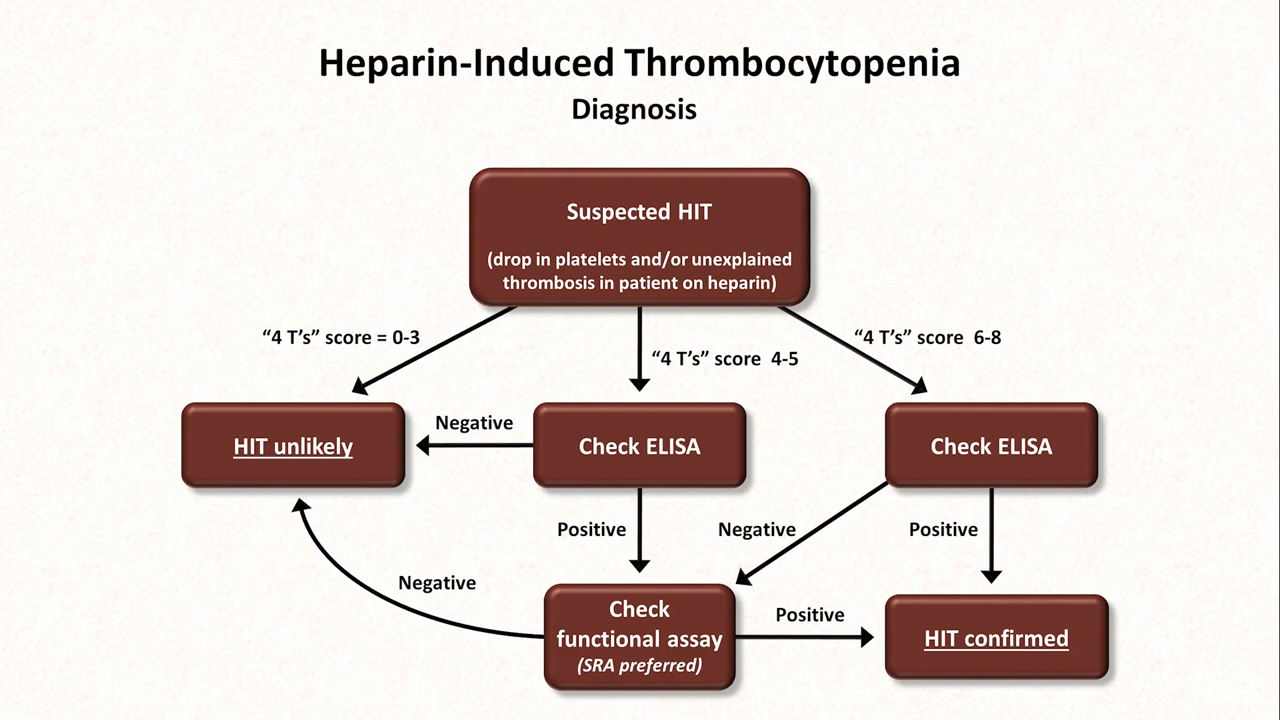 Heparin-Induced Thrombocytopenia
Diagnosis
Suspected HIT
(drop in platelets and/or unexplained
thrombosis in patient on heparin)
“4 T’s” score = 0-3
“4 T’s” score  4-5
“4 T’s” score  6-8
HIT unlikely
Negative
Check ELISA
Check ELISA
Positive
Negative
Positive
Negative
Check
functional assay
(SRA preferred)
Positive
HIT confirmed